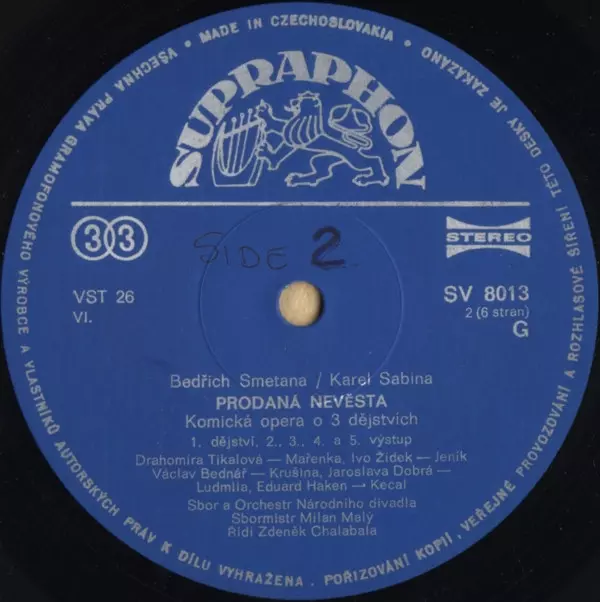 VŠECHNA PRÁVA GRAMOFONOVÉHO VÝROBCE A VLASTNÍKŮ AUTORSKÝCH PRÁV K DÍLU VYHRAŽENA . POŘIZOVÁNÍ KOPIÍ , VEŘEJNÉ PROVOZOVÁNÍ A ROZHLASOVÉ ŠÍŘENÍ TÉTO DESKY JE ZAKÁZÁNO • MADE IN CZECHOSLOVAKIA •
SUPRAPHON
33
SIDE 2
STEREO
VST 26
VI.
SV 8013
2 (6 stran)
G
Bedřich Smetana / Karel Sabina
PRODANÁ NEVĚSTA
Komická opera o 3 dějstvích
1. dějství, 2., 3., 4. a 5. výstup
Drahomíra Tikalová — Mařenka, Ivo Žídek — Jeník
Václav Bednář — Krušina, Jaroslava Dobrá —
Ludmila, Eduard Haken — Kecal
Sbor a Orchestr Národního divadla
Sbormistr Milan Malý
Řídí Zdeněk Chalabala